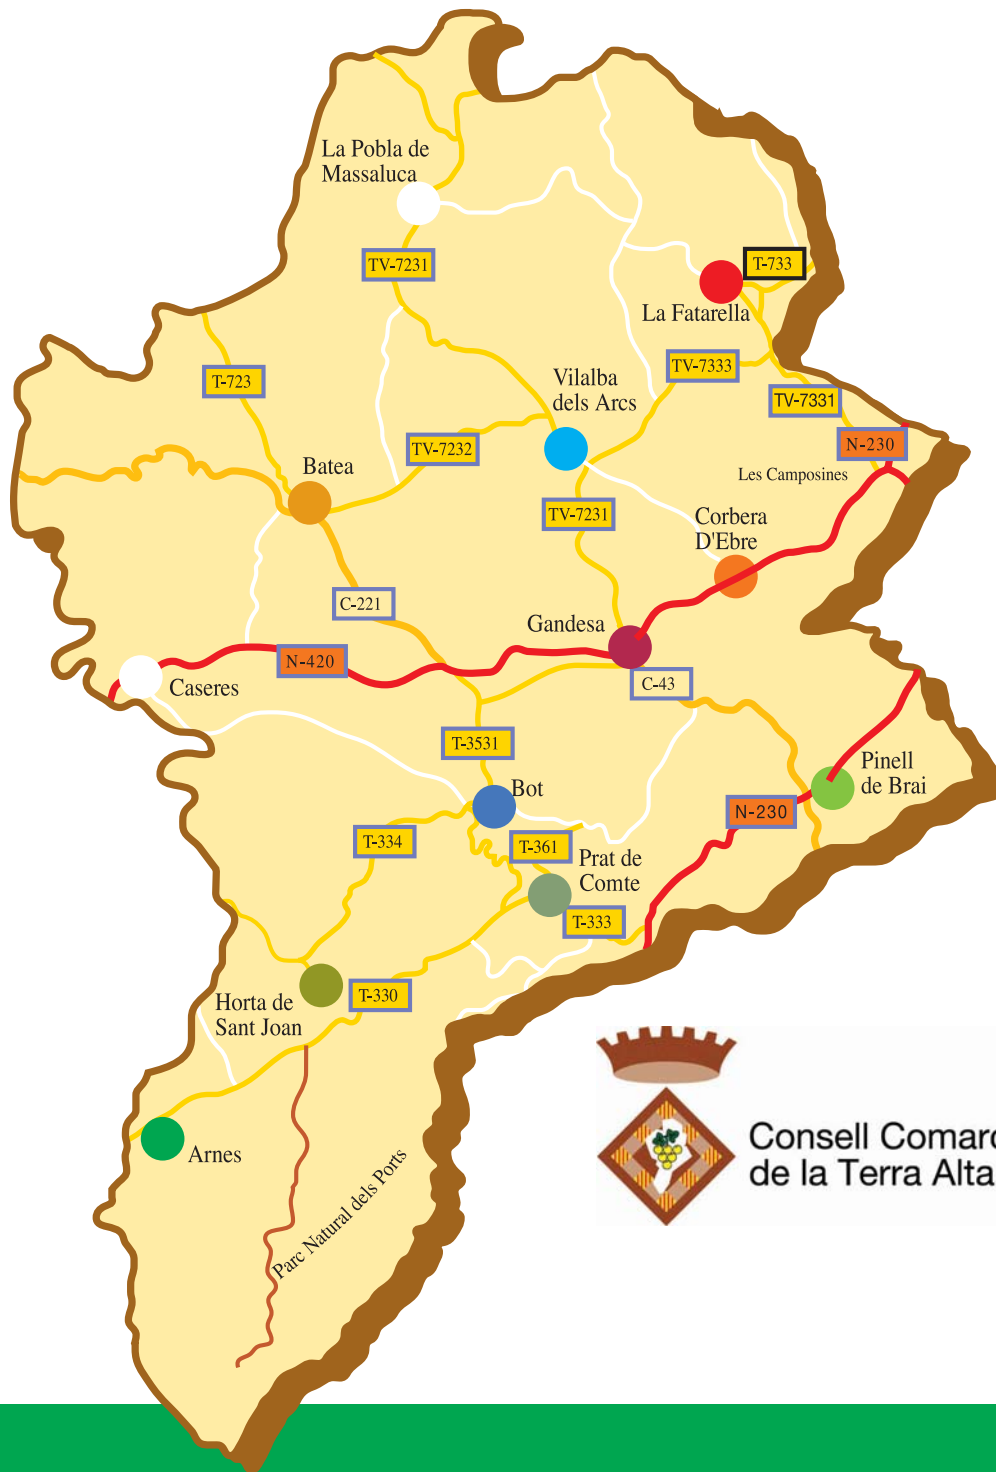 La Pobla de
Massaluca
TV-7231
T-733
La Fatarella
T-723
Vilalba
dels Arcs
TV-7333
TV-7331
TV-7232
N-230
Batea
Les Camposines
TV-7231
Corbera
D'Ebre
C-221
Gandesa
N-420
Caseres
C-43
T-3531
Pinell
de Brai
Bot
N-230
T-334
T-361
Prat de
Comte
T-333
T-330
Horta de
Sant Joan
Arnes
Parc Natural dels Ports
Consell Comarc
de la Terra Alta